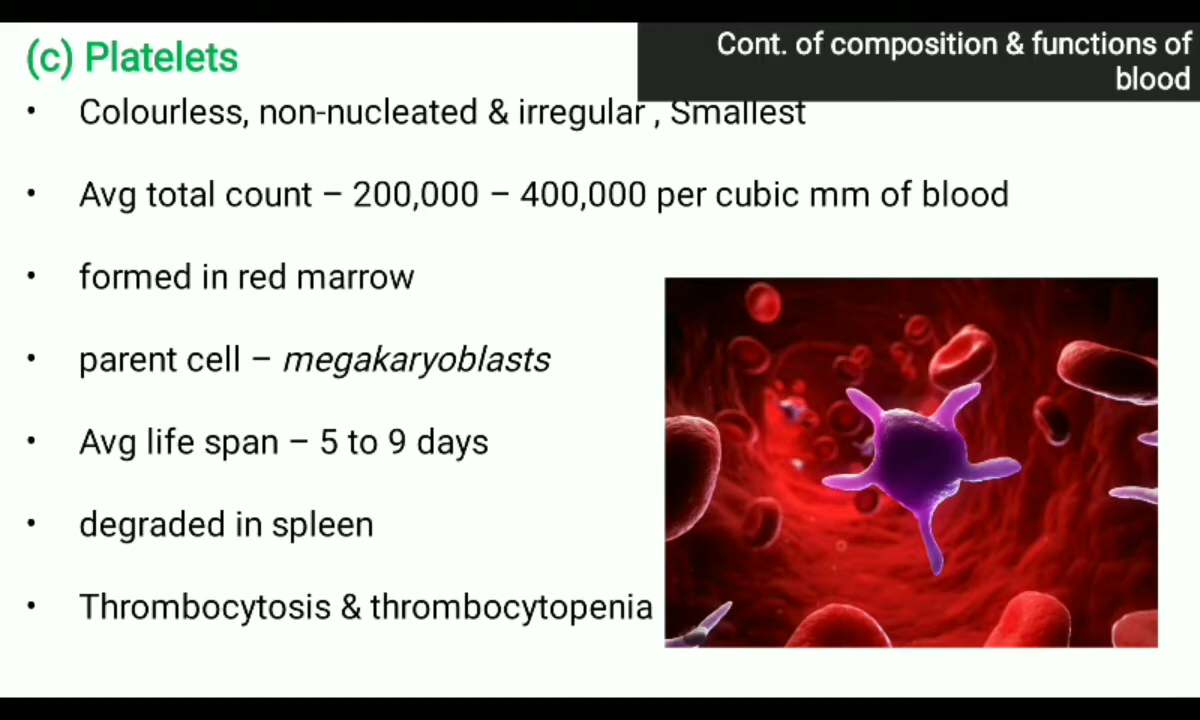 (c) Platelets
Cont. of composition & functions of
blood
• Colourless, non-nucleated & irregular , Smallest
• Avg total count – 200,000 – 400,000 per cubic mm of blood
• formed in red marrow
• parent cell – megakaryoblasts
• Avg life span – 5 to 9 days
• degraded in spleen
• Thrombocytosis & thrombocytopenia